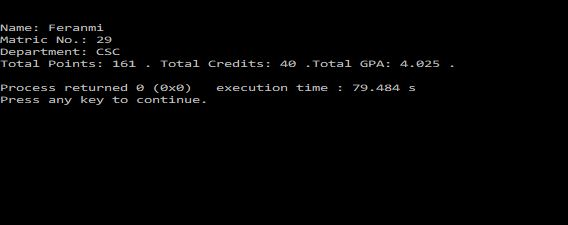 Name: Feranmi
Matric No.: 29
Department: CSC
Total Points: 161 . Total Credits: 40 .Total GPA: 4.025 .
Process returned 0 (0x0)   execution time : 79.484 s
Press any key to continue.